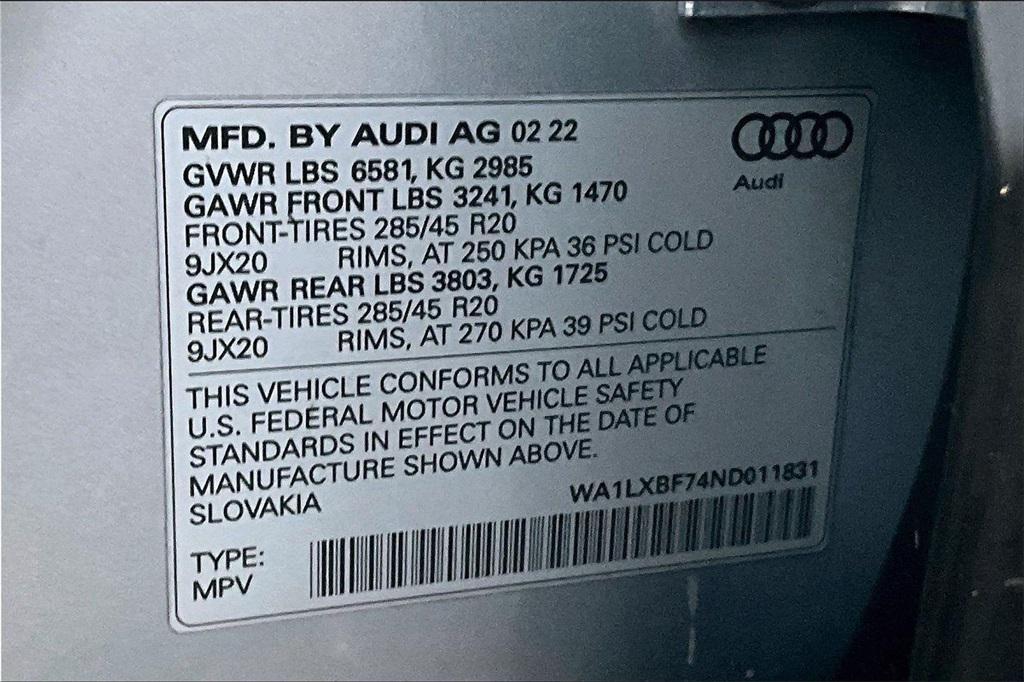 MFD. BY AUDI AG 02 22
Audi
GVWR LBS 6581, KG 2985
GAWR FRONT LBS 3241, KG 1470
FRONT-TIRES 285/45 R20
9JX20 RIMS, AT 250 KPA 36 PSI COLD
GAWR REAR LBS 3803, KG 1725
REAR-TIRES 285/45 R20
9JX20 RIMS, AT 270 KPA 39 PSI COLD
THIS VEHICLE CONFORMS TO ALL APPLICABLE
U.S. FEDERAL MOTOR VEHICLE SAFETY
STANDARDS IN EFFECT ON THE DATE OF
MANUFACTURE SHOWN ABOVE.
SLOVAKIA WA1LXBF74ND011831
TYPE:
MPV